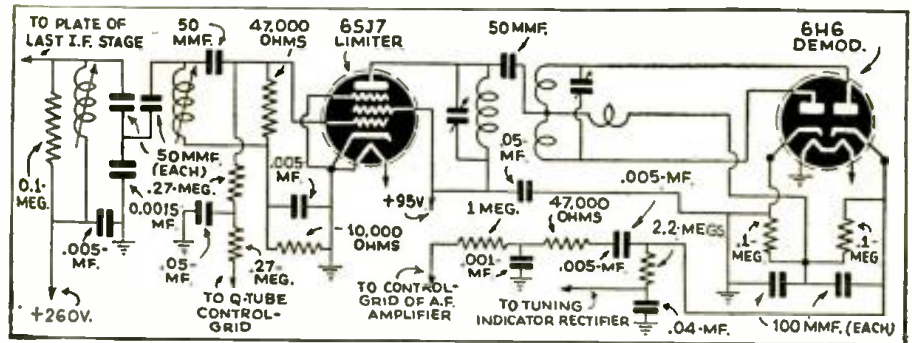 TO PLATE OF
LAST I.F. STAGE
50
MMF.
47,000
OHMS
6SJ7
LIMITER
50 MMF.
6H6
DEMOD.
0.1-
MEG.
50 MMF.
(EACH)
.27-MEG.
0.0015
MF.
.005-
MF.
.005
MF.
.05-
MF.
+95V
.05-
MF.
.27-
MEG.
10,000
OHMS
TO Q-TUBE
CONTROL-
GRID
+260V.
1 MEG.
47,000
OHMS
.005-MF.
2.2-MEGS
.001-
MF.
.005-MF.
TO CONTROL-
GRID OF A.F.
AMPLIFIER
TO TUNING
INDICATOR RECTIFIER
.04-MF.
.1-
MEG
.1-
MEG.
100 MMF. (EACH)